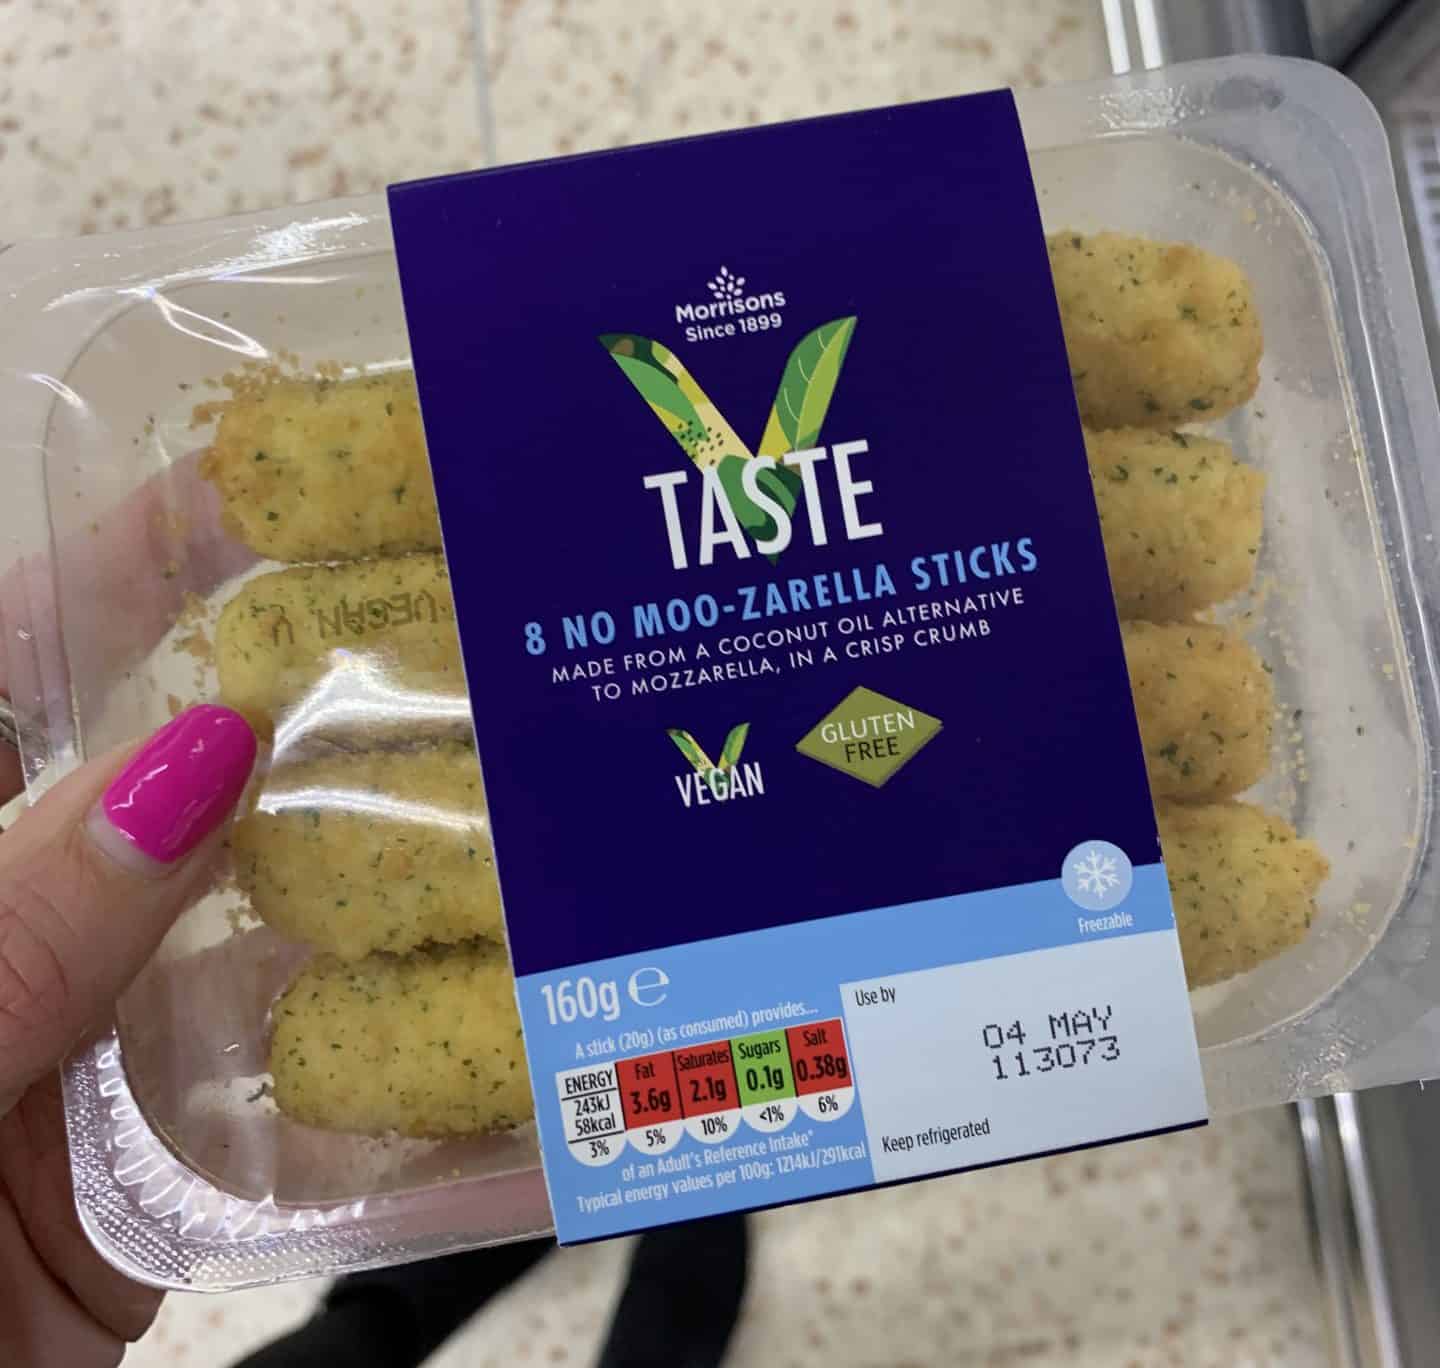 Morrisons
Since 1899
V
TASTE
8 NO MOO-ZARELLA STICKS
MADE FROM A COCONUT OIL ALTERNATIVE
TO MOZZARELLA, IN A CRISP CRUMB
VEGAN
GLUTEN
FREE
V VEGAN
Freezable
160g ℮
A stick (20g) (as consumed) provides...
ENERGY Fat Saturates Sugars Salt
243kJ 3.6g 2.1g 0.1g 0.38g
58kcal
3% 5% 10% <1% 6%
of an Adult's Reference Intake*
Typical energy values per 100g: 1214kJ/291kcal
Use by
04 MAY
113073
Keep refrigerated